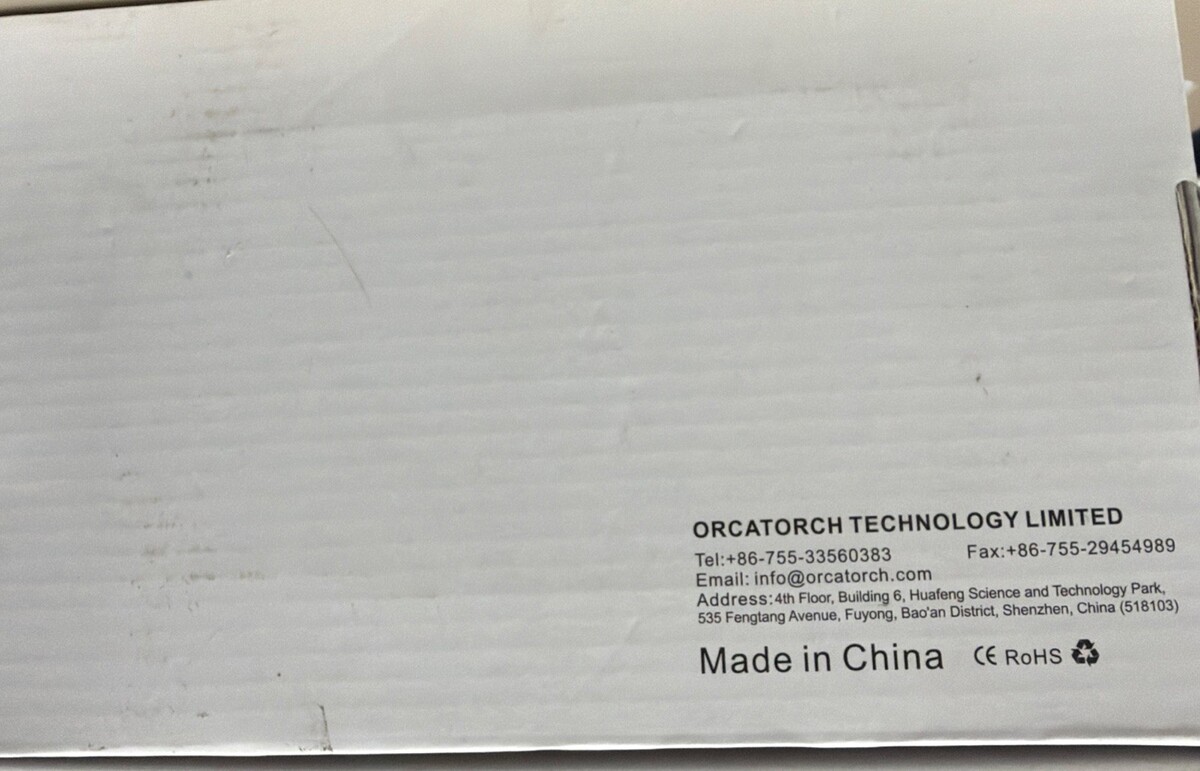 ORCATORCH TECHNOLOGY LIMITED
Tel:+86-755-33560383 Fax:+86-755-29454989
Email: info@orcatorch.com
Address:4th Floor, Building 6, Huafeng Science and Technology Park,
535 Fengtang Avenue, Fuyong, Bao'an District, Shenzhen, China (518103)
Made in China CE RoHS